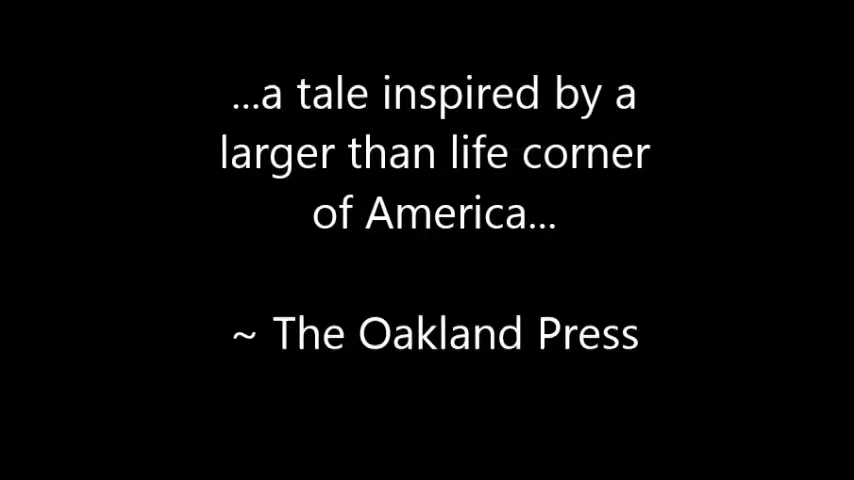 ...a tale inspired by a
larger than life corner
of America...
~ The Oakland Press